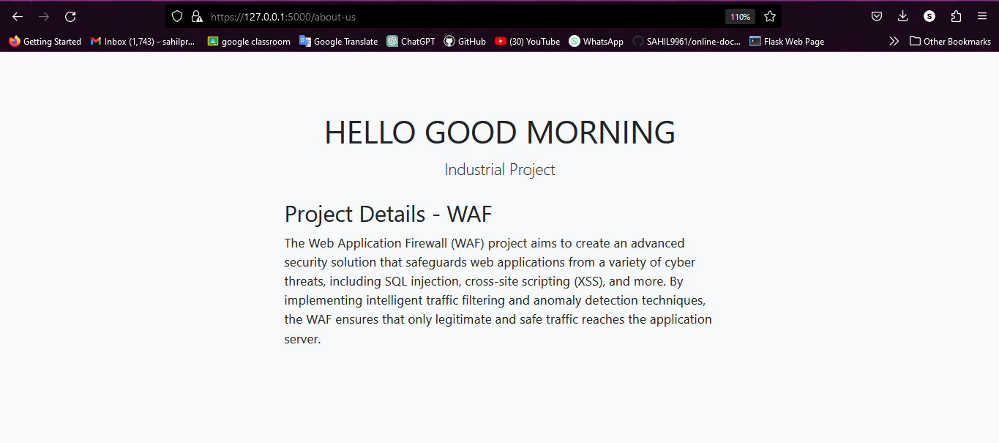 https://127.0.0.1:5000/about-us
110%
S
Getting Started
Inbox (1,743) - sahilpr...
google classroom
Google Translate
ChatGPT
GitHub
(30) YouTube
WhatsApp
SAHIL9961/online-doc...
Flask Web Page
Other Bookmarks
HELLO GOOD MORNING
Industrial Project
Project Details - WAF
The Web Application Firewall (WAF) project aims to create an advanced
security solution that safeguards web applications from a variety of cyber
threats, including SQL injection, cross-site scripting (XSS), and more. By
implementing intelligent traffic filtering and anomaly detection techniques,
the WAF ensures that only legitimate and safe traffic reaches the application
server.